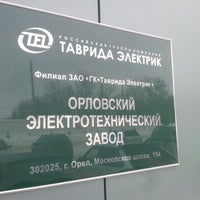 TEL
РОССИЙСКАЯ ГРУППА КОМПАНИЙ
ТАВРИДА ЭЛЕКТРИК
Филиал ЗАО "ГК "Таврида Электрик"
ОРЛОВСКИЙ
ЭЛЕКТРОТЕХНИЧЕСКИЙ
ЗАВОД
302025, г. Орел, Московское шоссе, 154